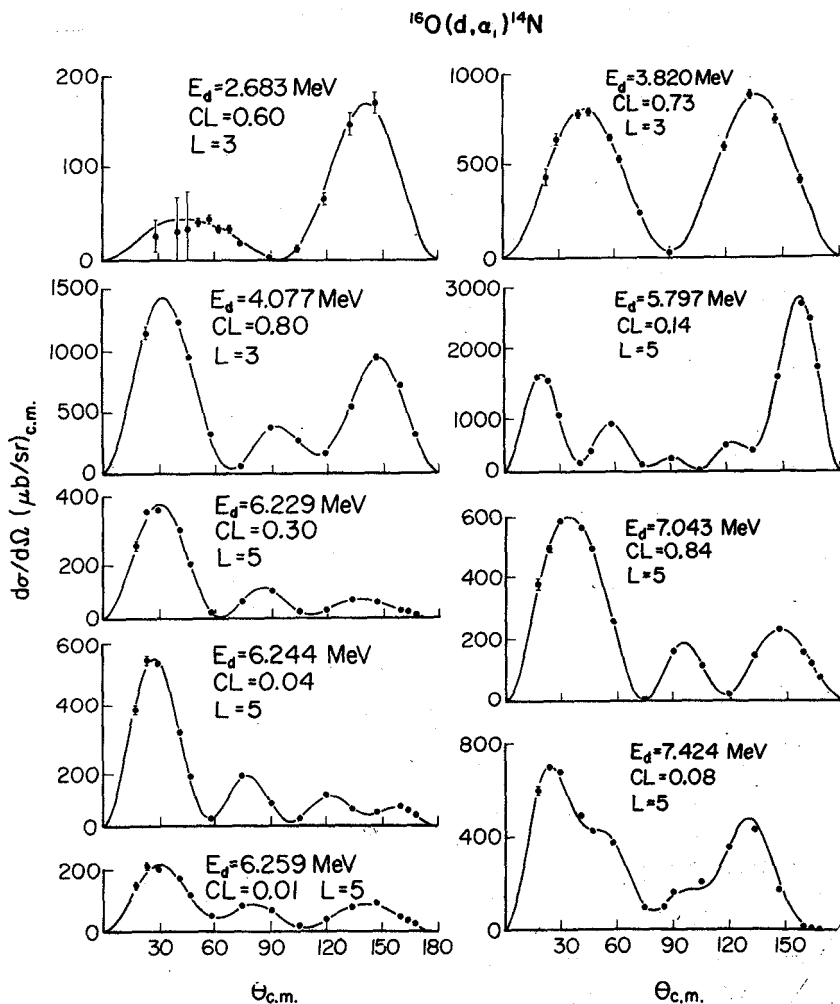 ¹⁶O(d,α₁)¹⁴N
dσ/dΩ (μb/sr)c.m.
200
100
0
E_d=2.683 MeV
CL=0.60
L=3
1000
500
0
E_d=3.820 MeV
CL=0.73
L=3
1500
1000
500
0
E_d=4.077 MeV
CL=0.80
L=3
3000
2000
1000
0
E_d=5.797 MeV
CL=0.14
L=5
400
200
0
E_d=6.229 MeV
CL=0.30
L=5
600
400
200
0
E_d=7.043 MeV
CL=0.84
L=5
600
400
200
0
E_d=6.244 MeV
CL=0.04
L=5
800
400
0
E_d=7.424 MeV
CL=0.08
L=5
200
100
0
E_d=6.259 MeV
CL=0.01 L=5
30 60 90 120 150 180
θc.m.
30 60 90 120 150
θc.m.